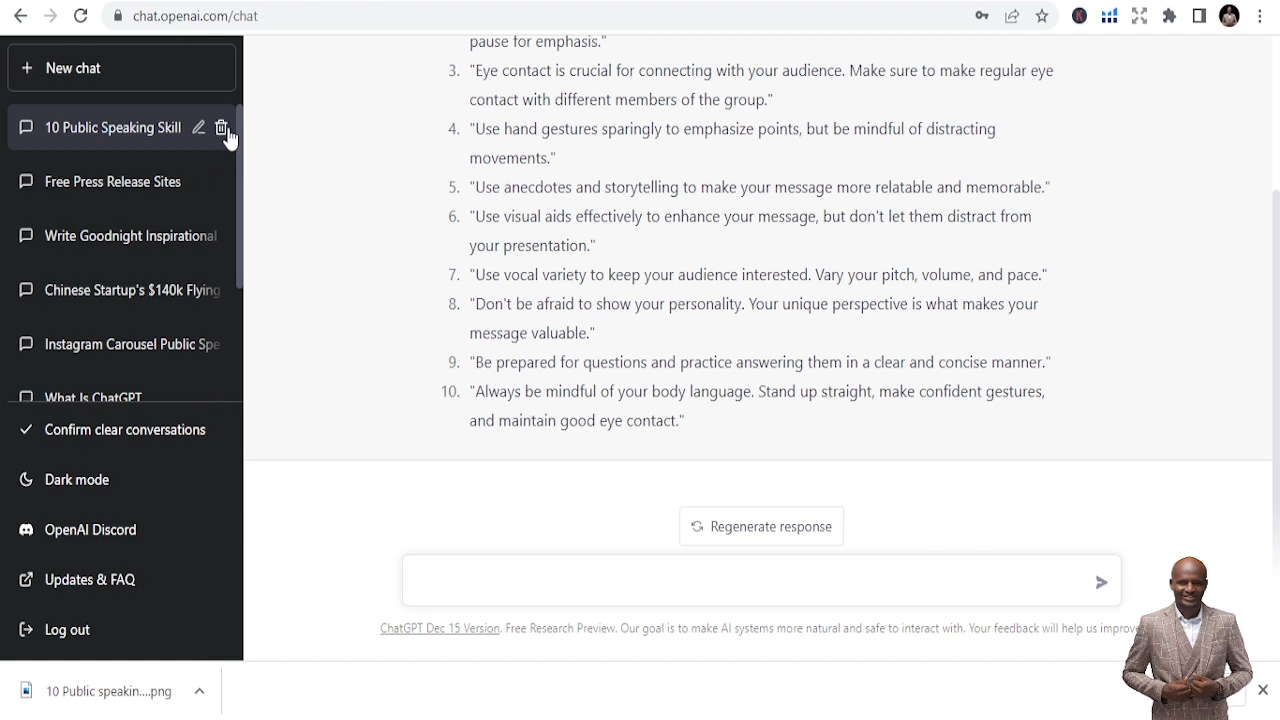 chat.openai.com/chat
New chat
10 Public Speaking Skill
Free Press Release Sites
Write Goodnight Inspirational
Chinese Startup's $140k Flying
Instagram Carousel Public Spe
What Is ChatGPT
Confirm clear conversations
Dark mode
OpenAI Discord
Updates & FAQ
Log out
pause for emphasis."
3. "Eye contact is crucial for connecting with your audience. Make sure to make regular eye
contact with different members of the group."
4. "Use hand gestures sparingly to emphasize points, but be mindful of distracting
movements."
5. "Use anecdotes and storytelling to make your message more relatable and memorable."
6. "Use visual aids effectively to enhance your message, but don't let them distract from
your presentation."
7. "Use vocal variety to keep your audience interested. Vary your pitch, volume, and pace."
8. "Don't be afraid to show your personality. Your unique perspective is what makes your
message valuable."
9. "Be prepared for questions and practice answering them in a clear and concise manner."
10. "Always be mindful of your body language. Stand up straight, make confident gestures,
and maintain good eye contact."
Regenerate response
ChatGPT Dec 15 Version. Free Research Preview. Our goal is to make AI systems more natural and safe to interact with. Your feedback will help us improve
10 Public speakin....png